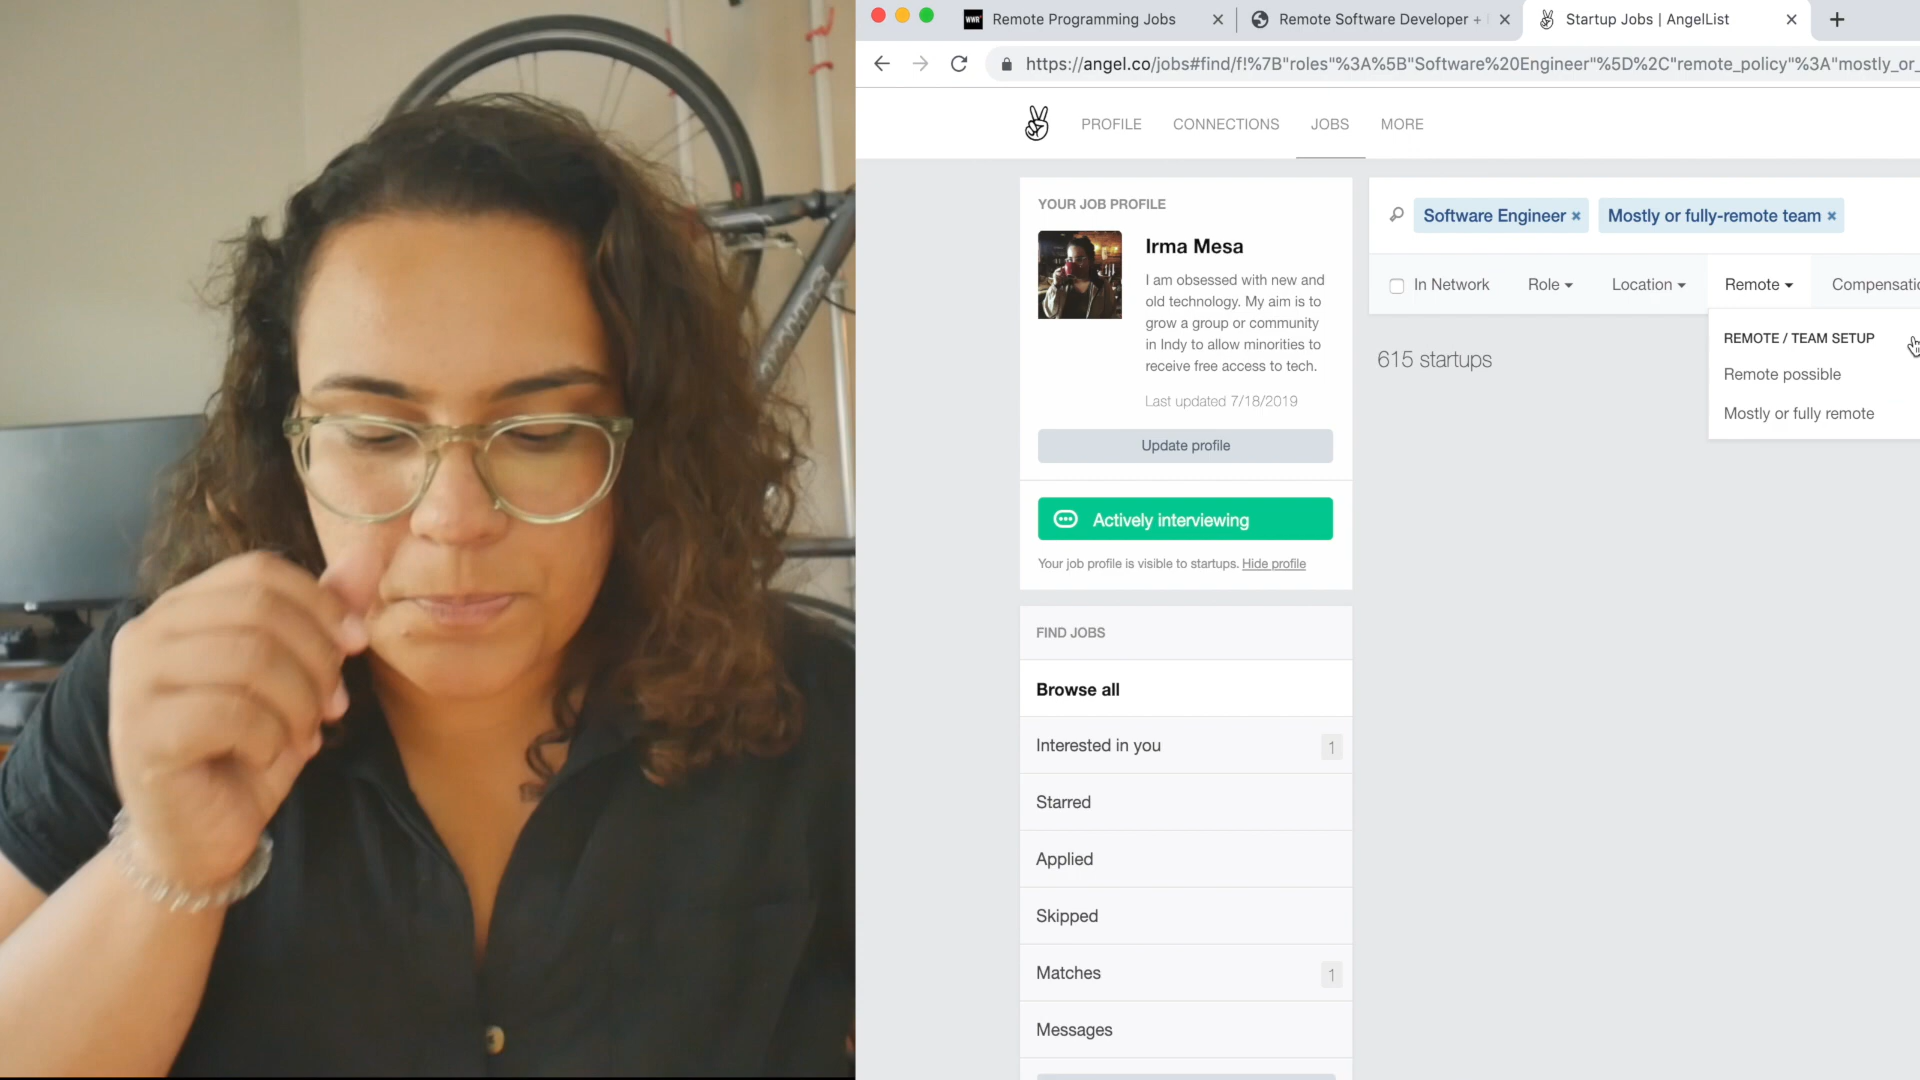 WWR Remote Programming Jobs
Remote Software Developer +
Startup Jobs | AngelList
https://angel.co/jobs#find/f!%7B"roles"%3A%5B"Software%20Engineer"%5D%2C"remote_policy"%3A"mostly_or_
PROFILE CONNECTIONS JOBS MORE
YOUR JOB PROFILE
Irma Mesa
I am obsessed with new and
old technology. My aim is to
grow a group or community
in Indy to allow minorities to
receive free access to tech.
Last updated 7/18/2019
Update profile
Actively interviewing
Your job profile is visible to startups. Hide profile
FIND JOBS
Browse all
Interested in you 1
Starred
Applied
Skipped
Matches 1
Messages
Software Engineer × Mostly or fully-remote team ×
In Network Role Location Remote Compensatio
REMOTE / TEAM SETUP
Remote possible
Mostly or fully remote
615 startups